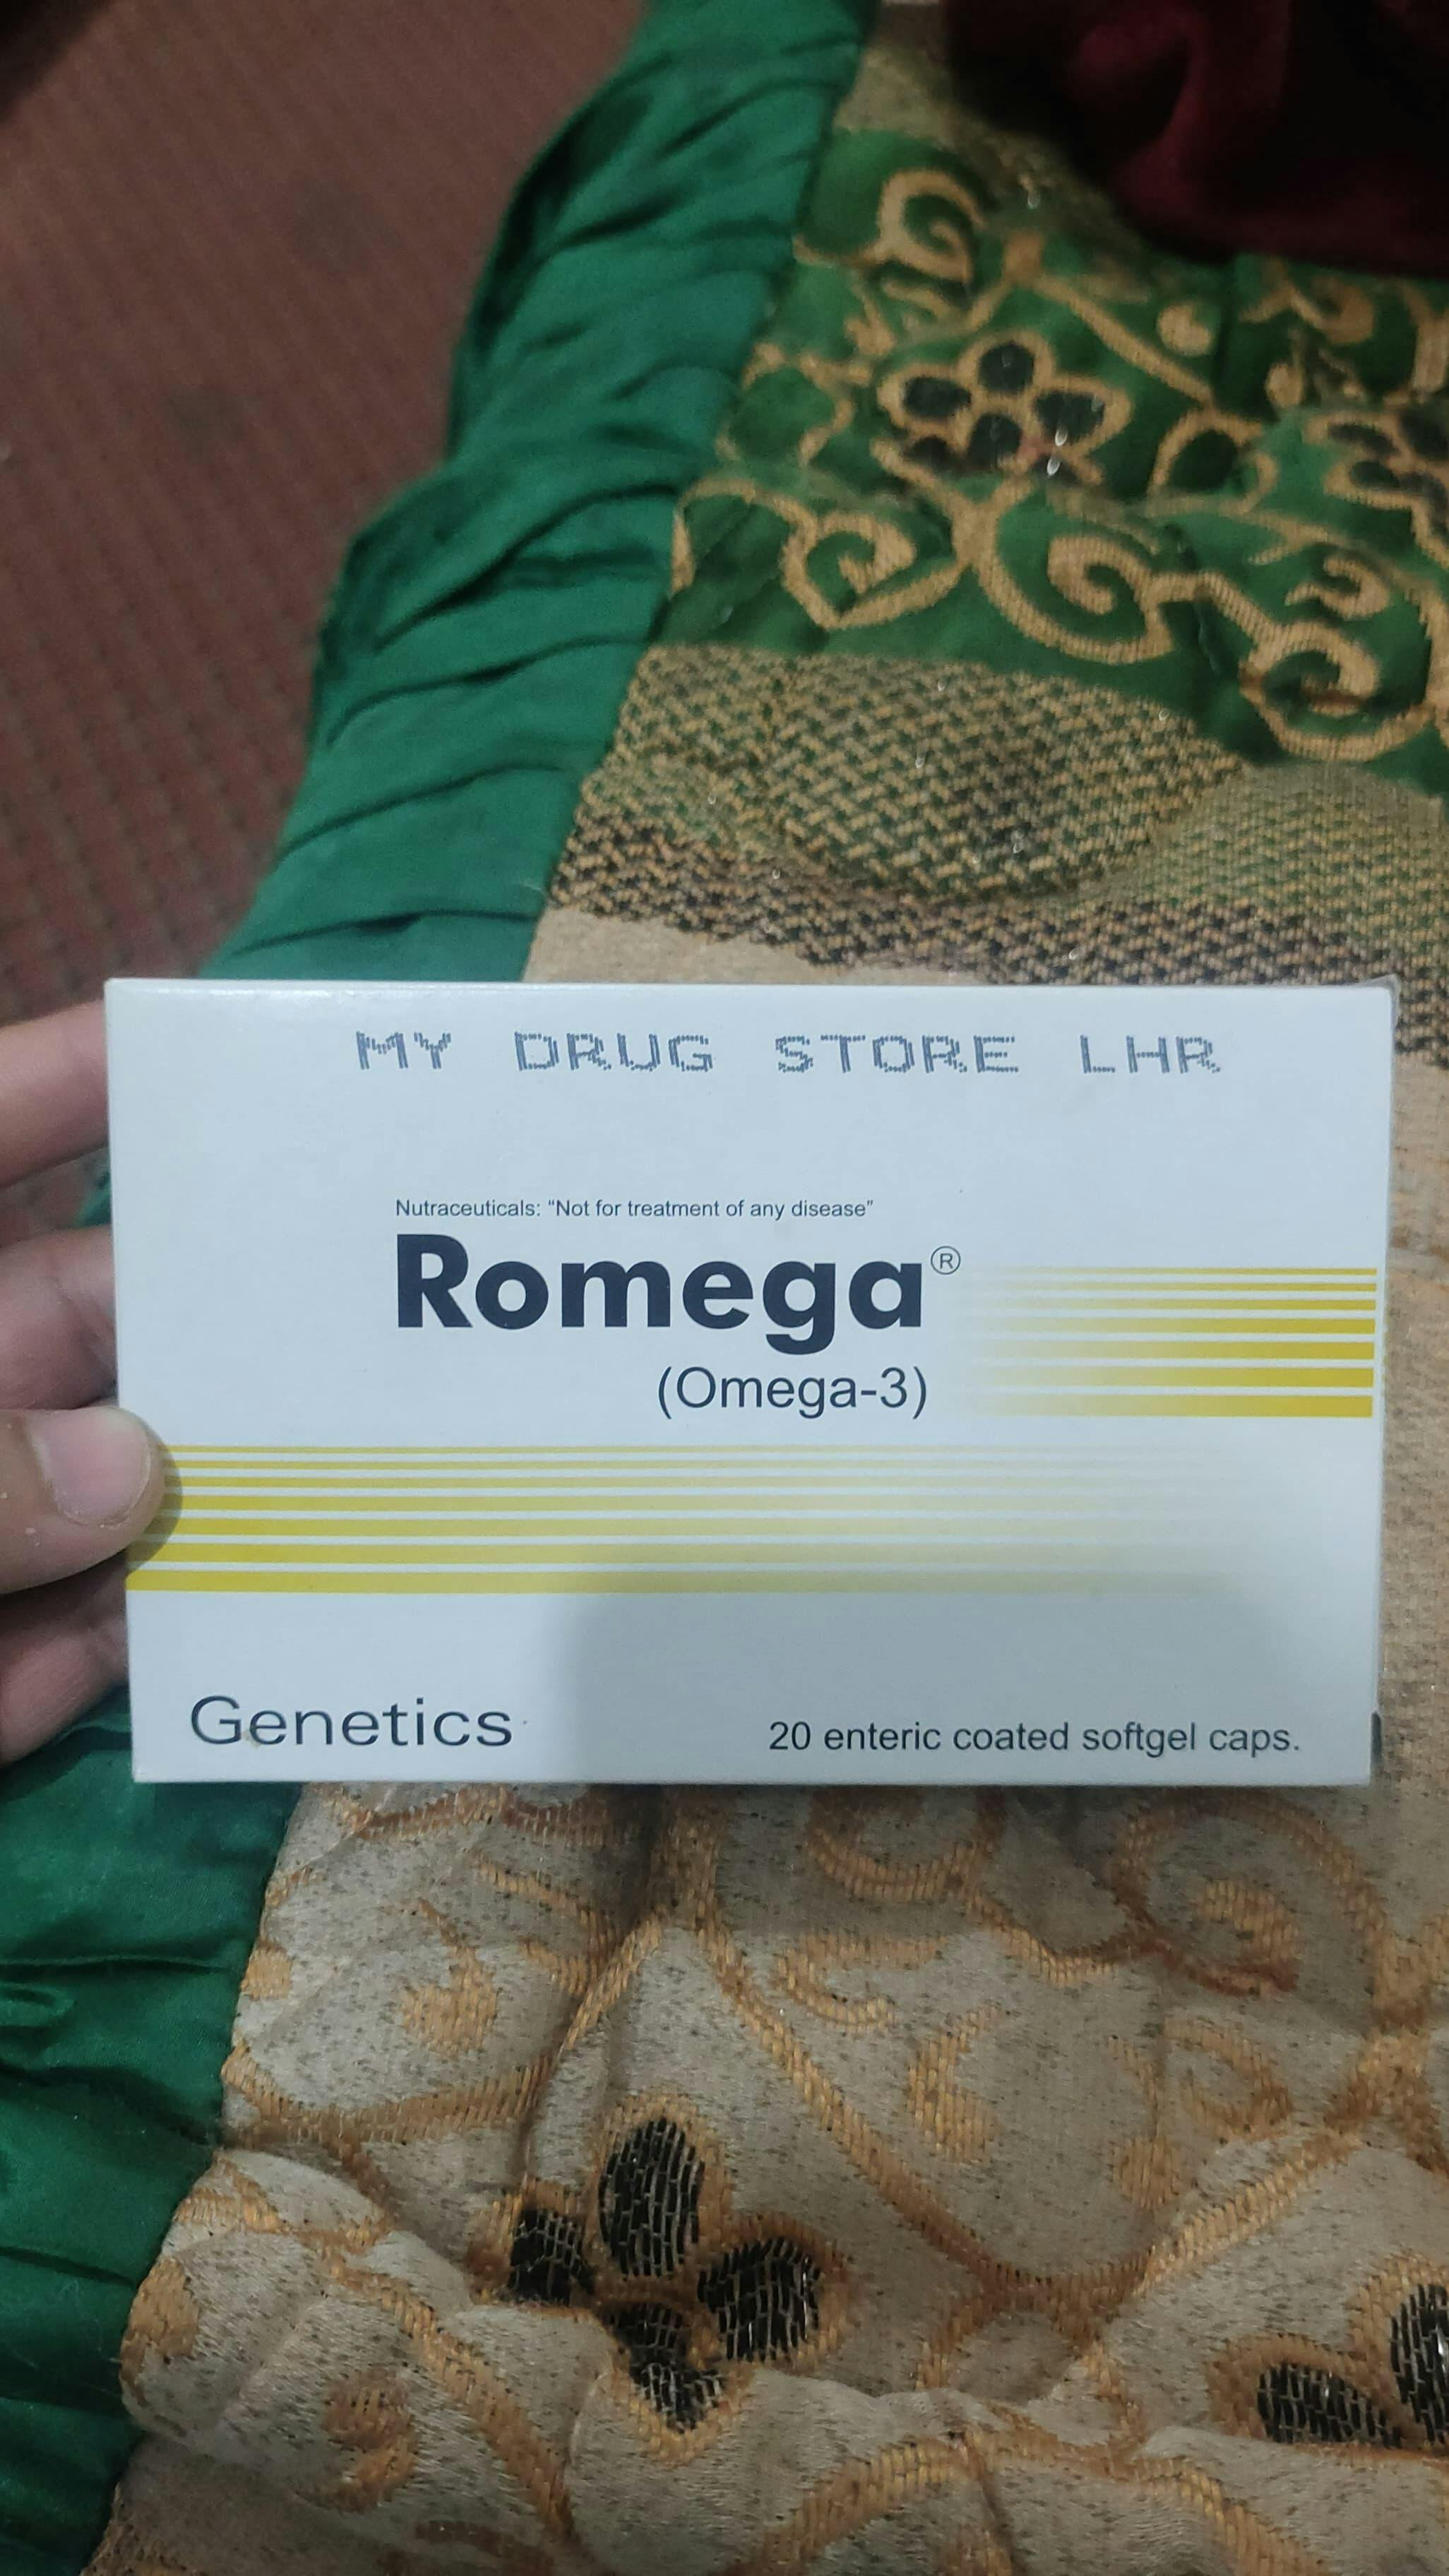 MY DRUG STORE LHR
Nutraceuticals: “Not for treatment of any disease”
Romega®
(Omega-3)
Genetics
20 enteric coated softgel caps.